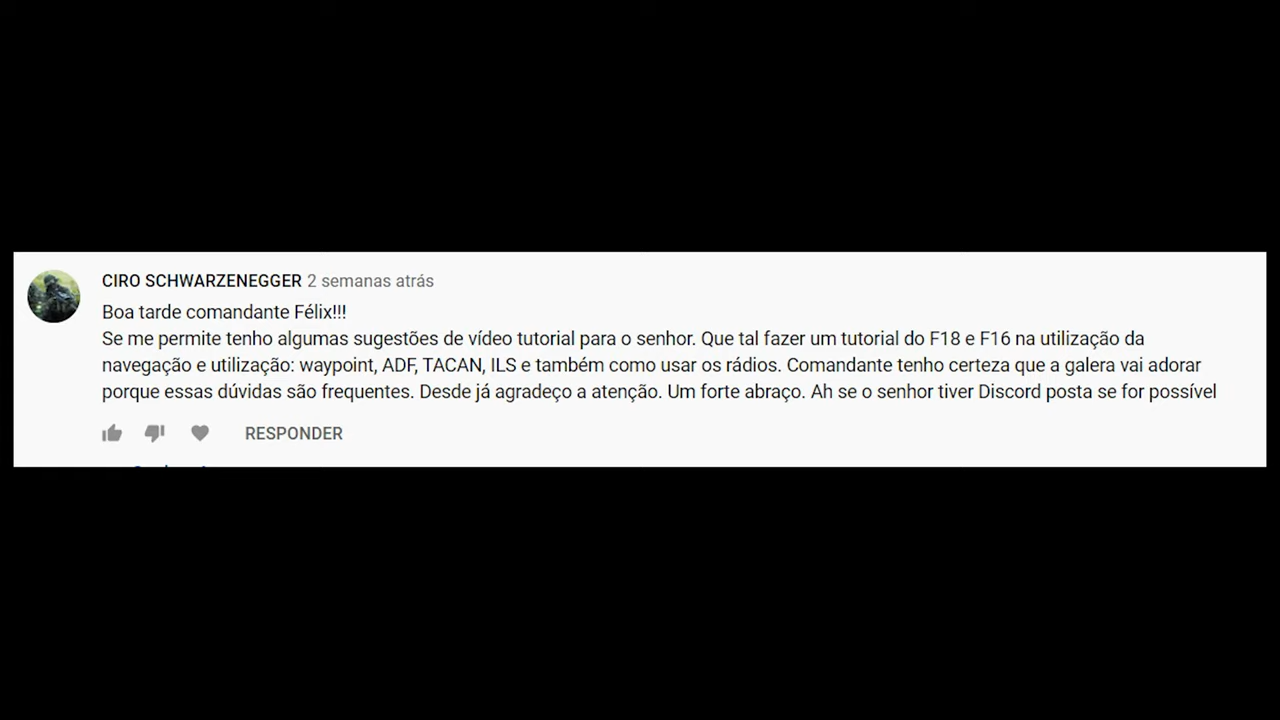 CIRO SCHWARZENEGGER 2 semanas atrás
Boa tarde comandante Félix!!!
Se me permite tenho algumas sugestões de vídeo tutorial para o senhor. Que tal fazer um tutorial do F18 e F16 na utilização da
navegação e utilização: waypoint, ADF, TACAN, ILS e também como usar os rádios. Comandante tenho certeza que a galera vai adorar
porque essas dúvidas são frequentes. Desde já agradeço a atenção. Um forte abraço. Ah se o senhor tiver Discord posta se for possível
RESPONDER